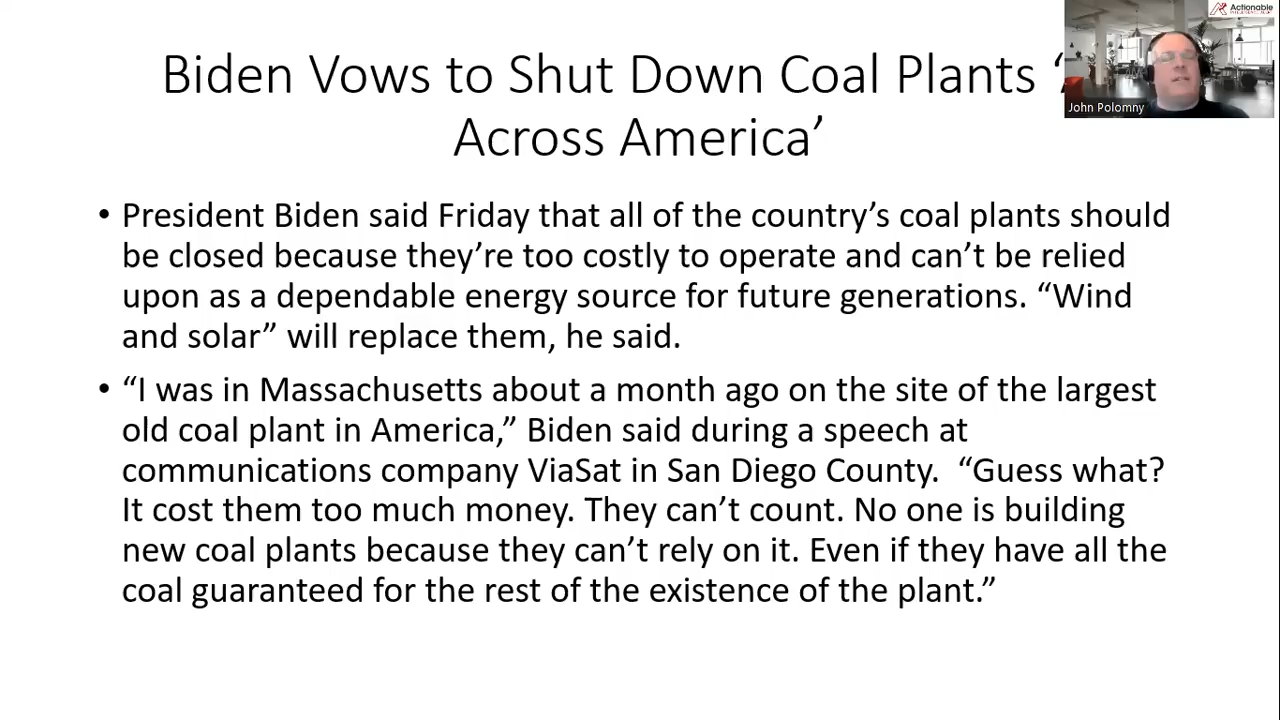 Biden Vows to Shut Down Coal Plants ‘
Across America’
• President Biden said Friday that all of the country’s coal plants should
be closed because they’re too costly to operate and can’t be relied
upon as a dependable energy source for future generations. “Wind
and solar” will replace them, he said.
• “I was in Massachusetts about a month ago on the site of the largest
old coal plant in America,” Biden said during a speech at
communications company ViaSat in San Diego County.  “Guess what?
It cost them too much money. They can’t count. No one is building
new coal plants because they can’t rely on it. Even if they have all the
coal guaranteed for the rest of the existence of the plant.”
Actionable
John Polomny